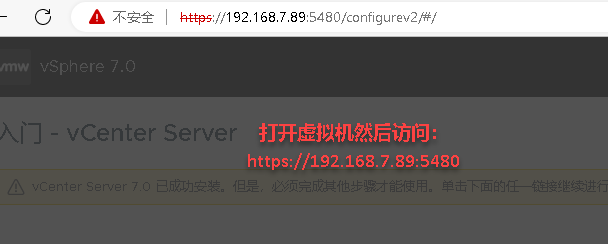 不安全 | https://192.168.7.89:5480/configurev2/#/
vmw vSphere 7.0
入门 - vCenter Server
打开虚拟机然后访问：
https://192.168.7.89:5480
vCenter Server 7.0 已成功安装。但是，必须完成其他步骤才能使用。单击下面的任一链接继续进行